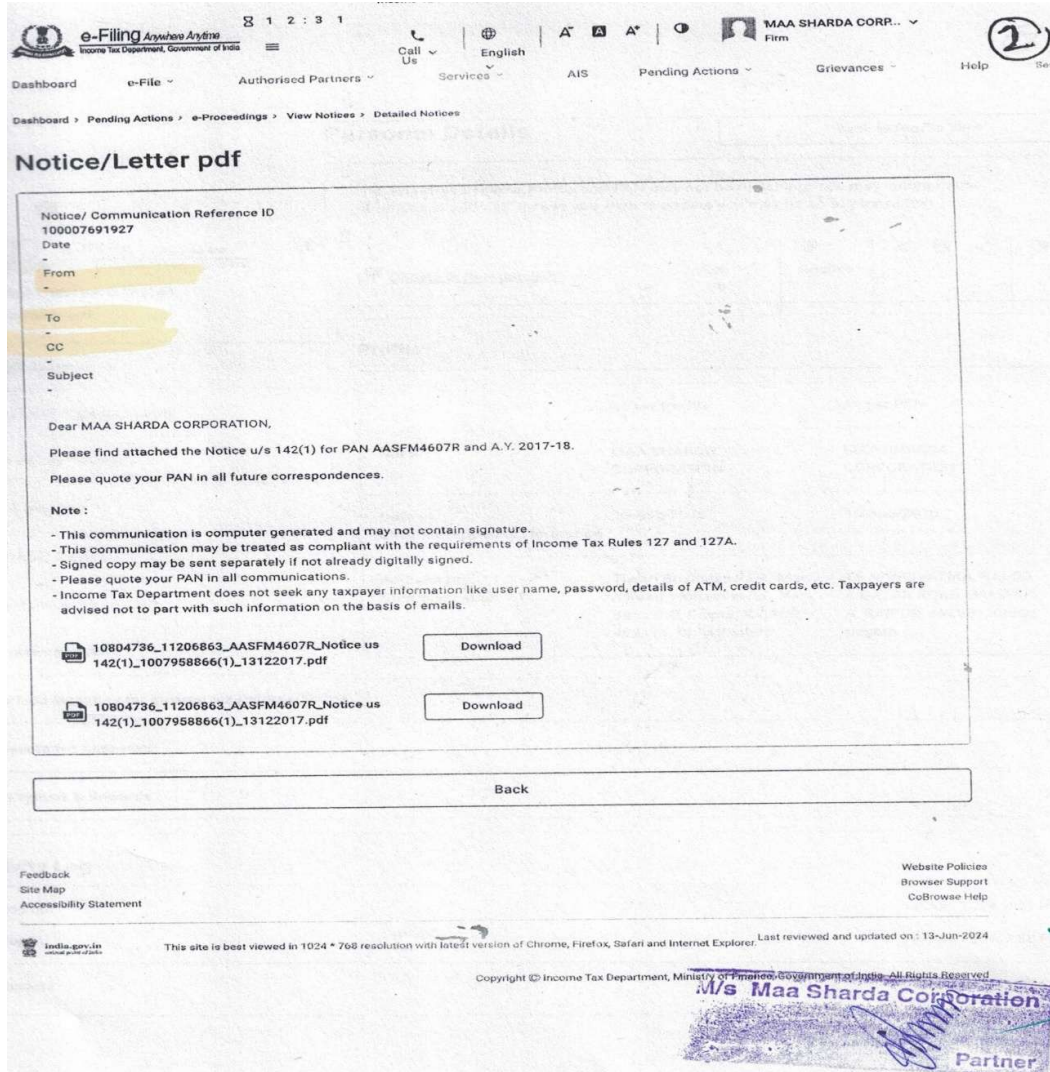 8 1 2 : 3 1
e-Filing Anywhere Anytime
Income Tax Department, Government of India
Call Us
English
A- A A+
MAA SHARDA CORP...
Firm
2
Dashboard e-File Authorised Partners Services AIS Pending Actions Grievances Help
Dashboard > Pending Actions > e-Proceedings > View Notices > Detailed Notices
Notice/Letter pdf
Notice/ Communication Reference ID
100007691927
Date
-
From
-
To
-
CC
-
Subject
-
Dear MAA SHARDA CORPORATION,
Please find attached the Notice u/s 142(1) for PAN AASFM4607R and A.Y. 2017-18.
Please quote your PAN in all future correspondences.
Note :
- This communication is computer generated and may not contain signature.
- This communication may be treated as compliant with the requirements of Income Tax Rules 127 and 127A.
- Signed copy may be sent separately if not already digitally signed.
- Please quote your PAN in all communications.
- Income Tax Department does not seek any taxpayer information like user name, password, details of ATM, credit cards, etc. Taxpayers are
advised not to part with such information on the basis of emails.
PDF 10804736_11206863_AASFM4607R_Notice us Download
142(1)_1007958866(1)_13122017.pdf
PDF 10804736_11206863_AASFM4607R_Notice us Download
142(1)_1007958866(1)_13122017.pdf
Back
Feedback Website Policies
Site Map Browser Support
Accessibility Statement CoBrowse Help
india.gov.in
This site is best viewed in 1024 * 768 resolution with latest version of Chrome, Firefox, Safari and Internet Explorer.
Last reviewed and updated on : 13-Jun-2024
Copyright © Income Tax Department, Ministry of Finance, Government of India. All Rights Reserved
M/s Maa Sharda Corporation
Partner